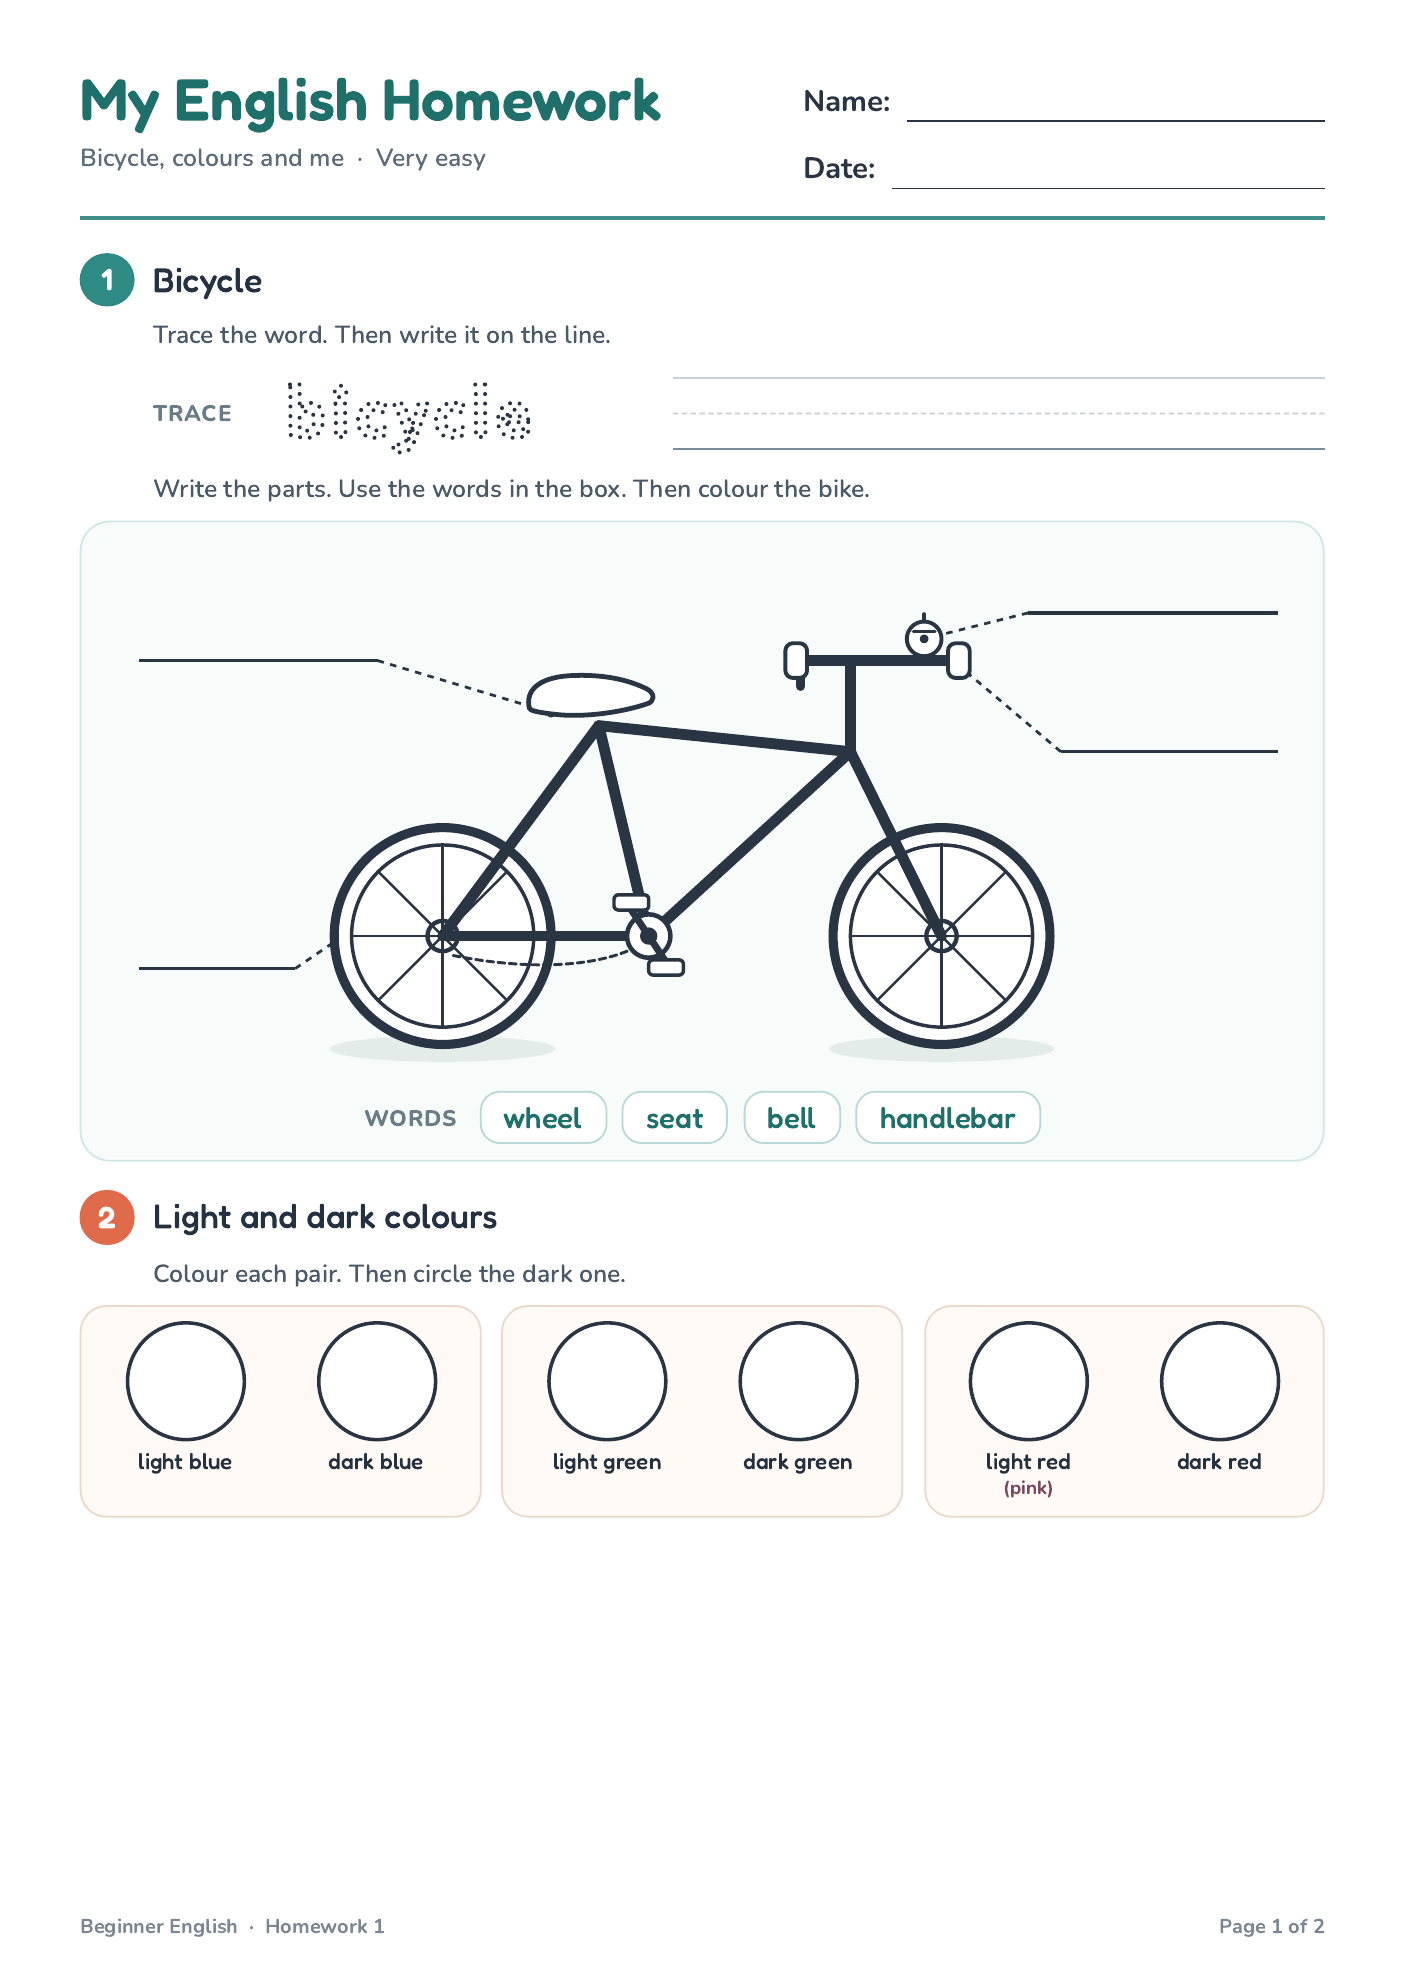 My English Homework
Bicycle, colours and me · Very easy
Name:
Date:
1 Bicycle
Trace the word. Then write it on the line.
TRACE bicycle
Write the parts. Use the words in the box. Then colour the bike.
WORDS wheel seat bell handlebar
2 Light and dark colours
Colour each pair. Then circle the dark one.
light blue dark blue light green dark green light red dark red
(pink)
Beginner English · Homework 1 Page 1 of 2